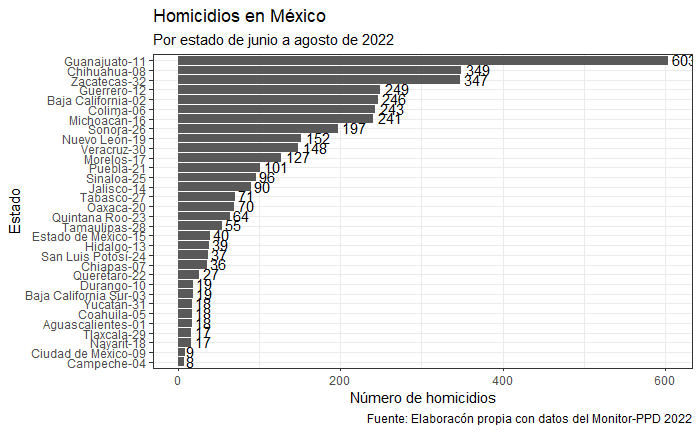 Homicidios en México
Por estado de junio a agosto de 2022
Estado
Guanajuato-11 603
Chihuahua-08 349
Zacatecas-32 347
Guerrero-12 249
Baja California-02 246
Colima-06 243
Michoacán-16 241
Sonora-26 197
Nuevo León-19 152
Veracruz-30 148
Morelos-17 127
Puebla-21 101
Sinaloa-25 96
Jalisco-14 90
Tabasco-27 71
Oaxaca-20 70
Quintana Roo-23 64
Tamaulipas-28 55
Estado de México-15 40
Hidalgo-13 39
San Luis Potosí-24 37
Chiapas-07 36
Querétaro-22 27
Durango-10 19
Baja California Sur-03 19
Yucatán-31 18
Coahuila-05 18
Aguascalientes-01 18
Tlaxcala-29 17
Nayarit-18 17
Ciudad de México-09 9
Campeche-04 8
0 200 400 600
Número de homicidios
Fuente: Elaboracón propia con datos del Monitor-PPD 2022